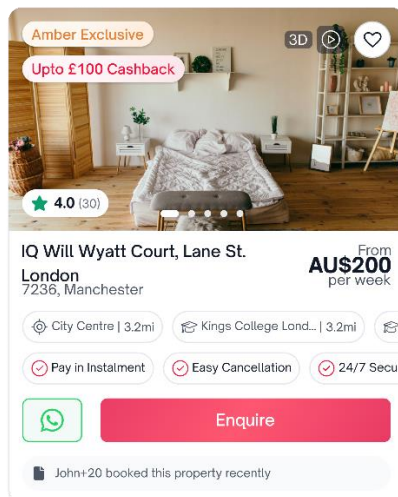 Amber Exclusive
3D
Upto £100 Cashback
4.0 (30)
IQ Will Wyatt Court, Lane St.
London
7236, Manchester
From
AU$200
per week
City Centre | 3.2mi
Kings College Lond... | 3.2mi
Pay in Instalment
Easy Cancellation
24/7 Secu
Enquire
John+20 booked this property recently